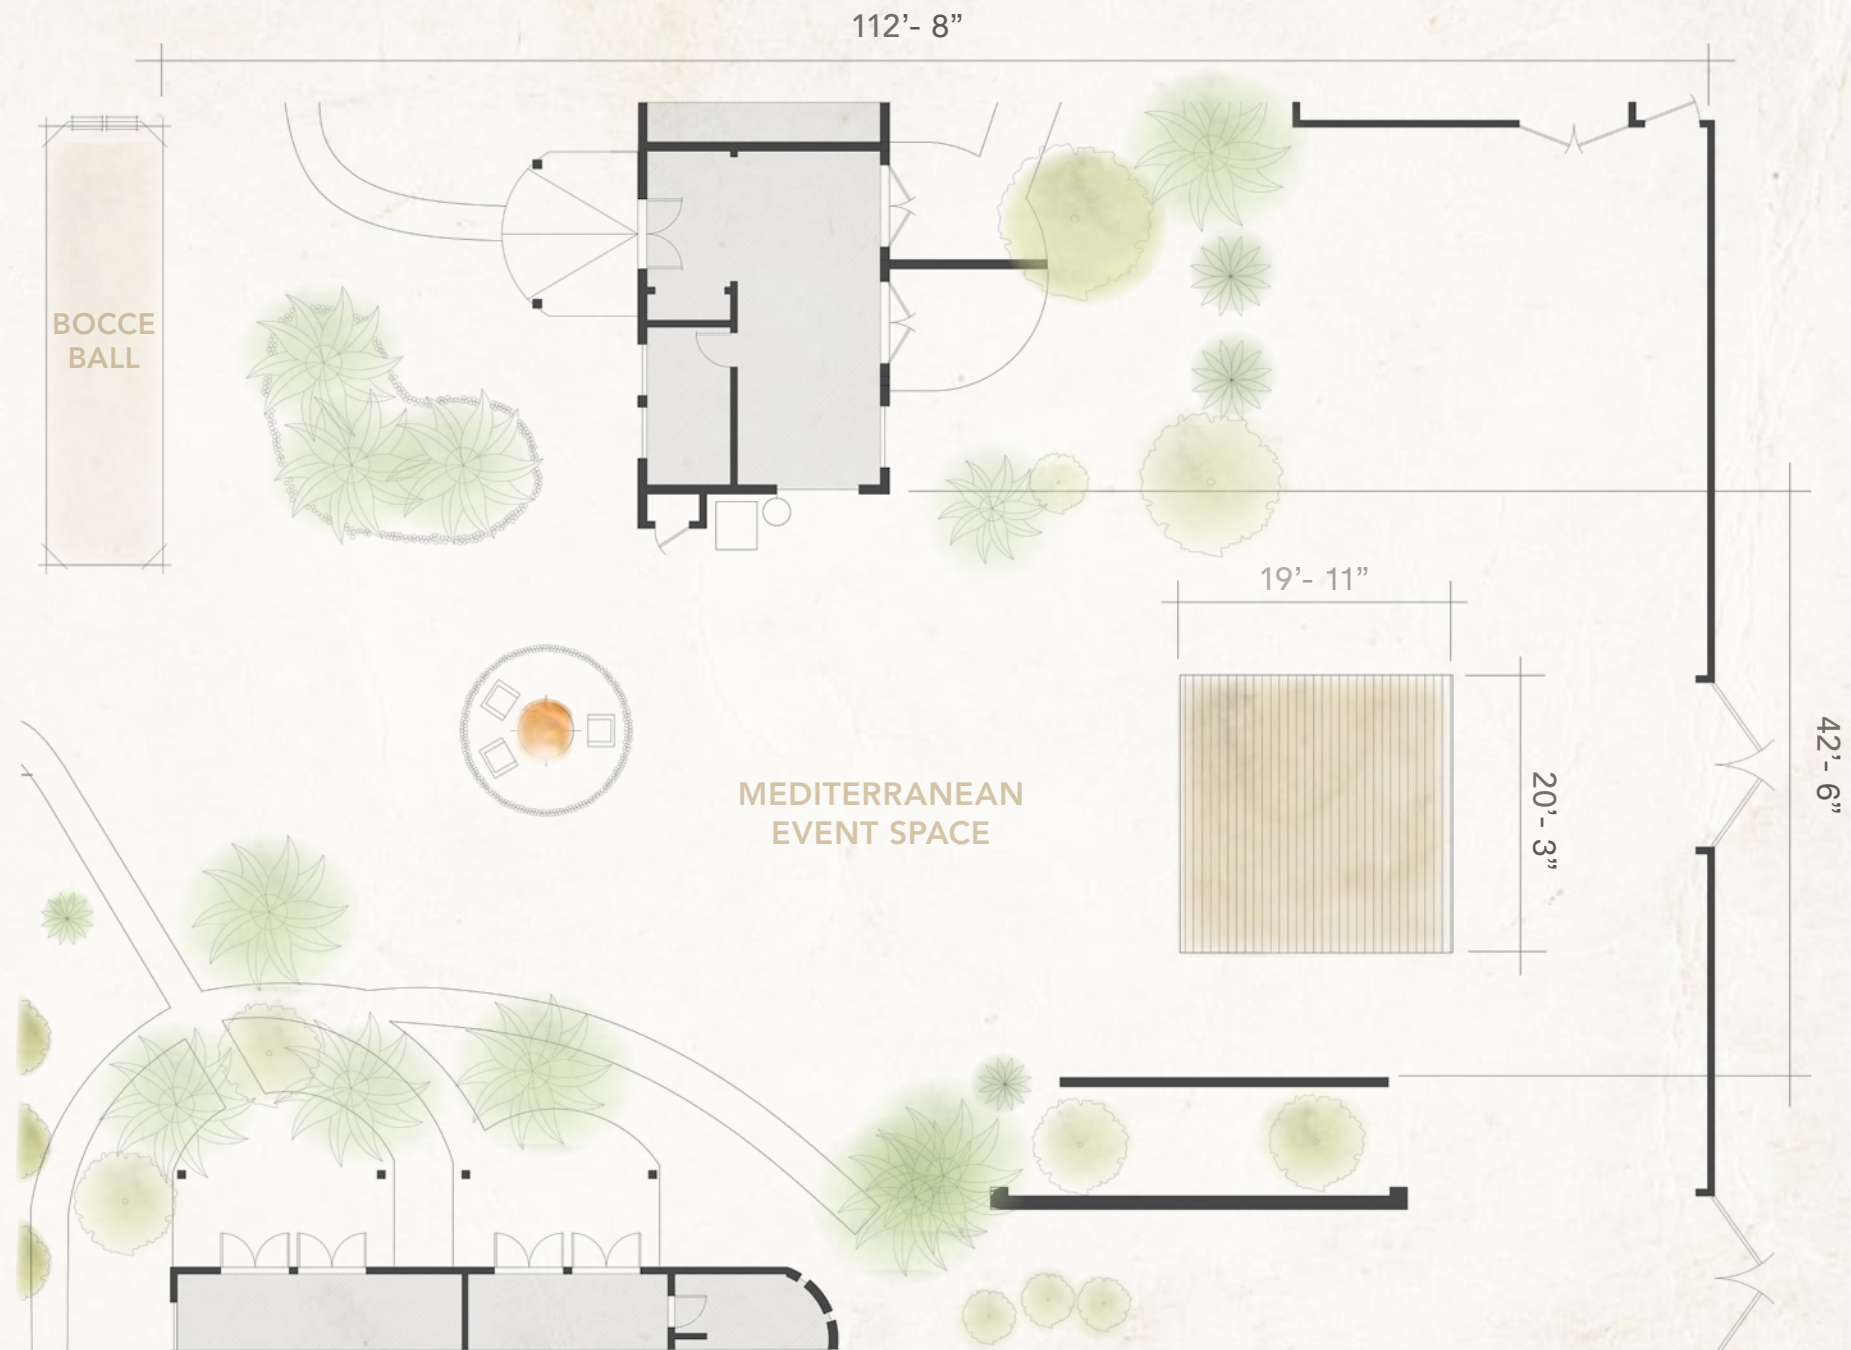 112’- 8”
BOCCE
BALL
19’- 11”
20’- 3”
42’- 6”
MEDITERRANEAN
EVENT SPACE